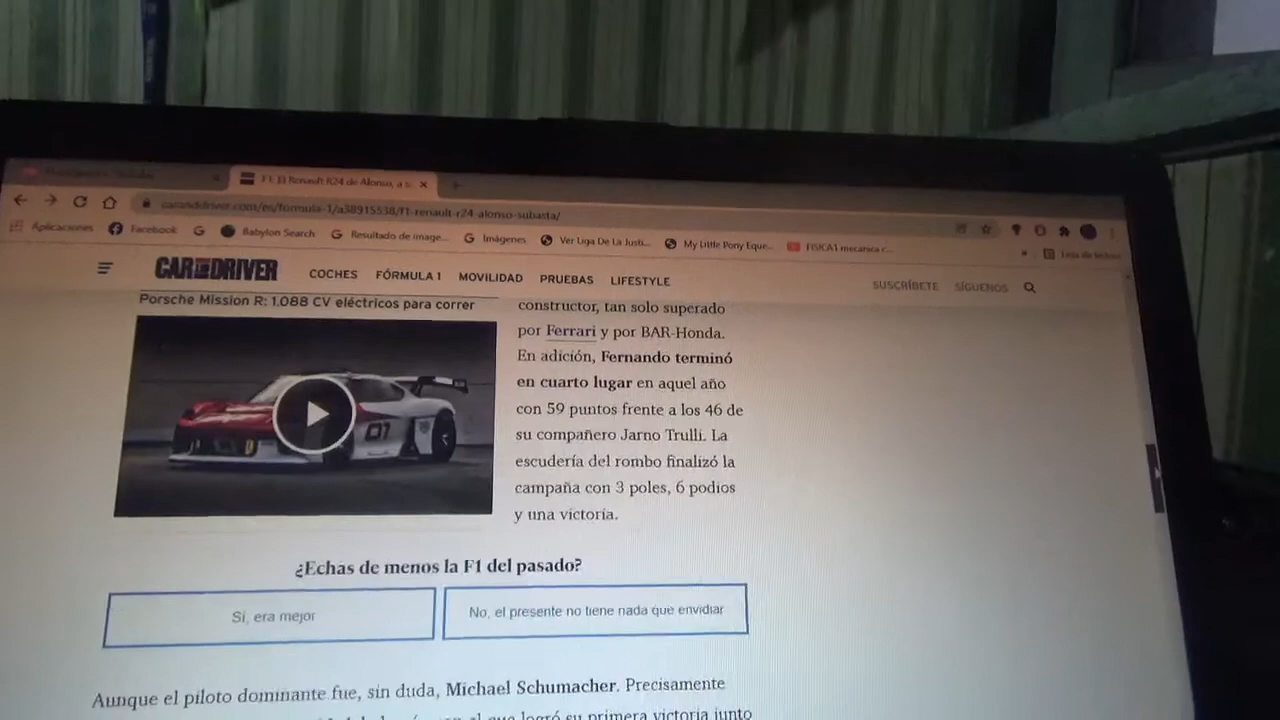 F1: El Renault R24 de Alonso, a su
caranddriver.com/es/formula-1/a38915538/f1-renault-r24-alonso-subasta/
Aplicaciones Facebook Babylon Search Resultado de image... Imágenes Ver Liga De La Justi... My Little Pony Eque... FISICA1 mecanica c... Lista de lectura
CAR AND DRIVER COCHES FÓRMULA 1 MOVILIDAD PRUEBAS LIFESTYLE SUSCRÍBETE SÍGUENOS
Porsche Mission R: 1.088 CV eléctricos para correr
01
constructor, tan solo superado
por Ferrari y por BAR-Honda.
En adición, Fernando terminó
en cuarto lugar en aquel año
con 59 puntos frente a los 46 de
su compañero Jarno Trulli. La
escudería del rombo finalizó la
campaña con 3 poles, 6 podios
y una victoria.
¿Echas de menos la F1 del pasado?
Sí, era mejor
No, el presente no tiene nada que envidiar
Aunque el piloto dominante fue, sin duda, Michael Schumacher. Precisamente
el que logró su primera victoria junto